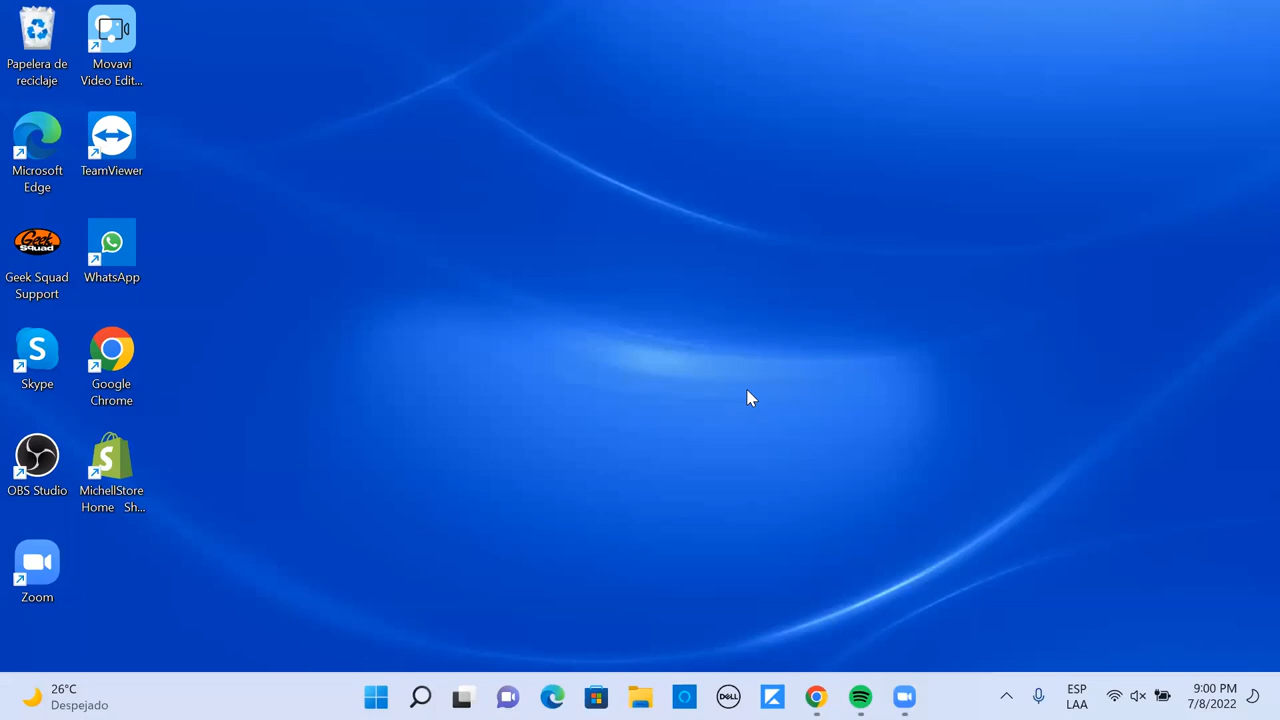 Papelera de
reciclaje
Movavi
Video Edit...
Microsoft
Edge
TeamViewer
Geek
Squad
Geek Squad
Support
WhatsApp
S
Skype
Google
Chrome
OBS Studio
S
MichellStore
Home Sh...
Zoom
26°C
Despejado
DELL
ESP
LAA
9:00 PM
7/8/2022